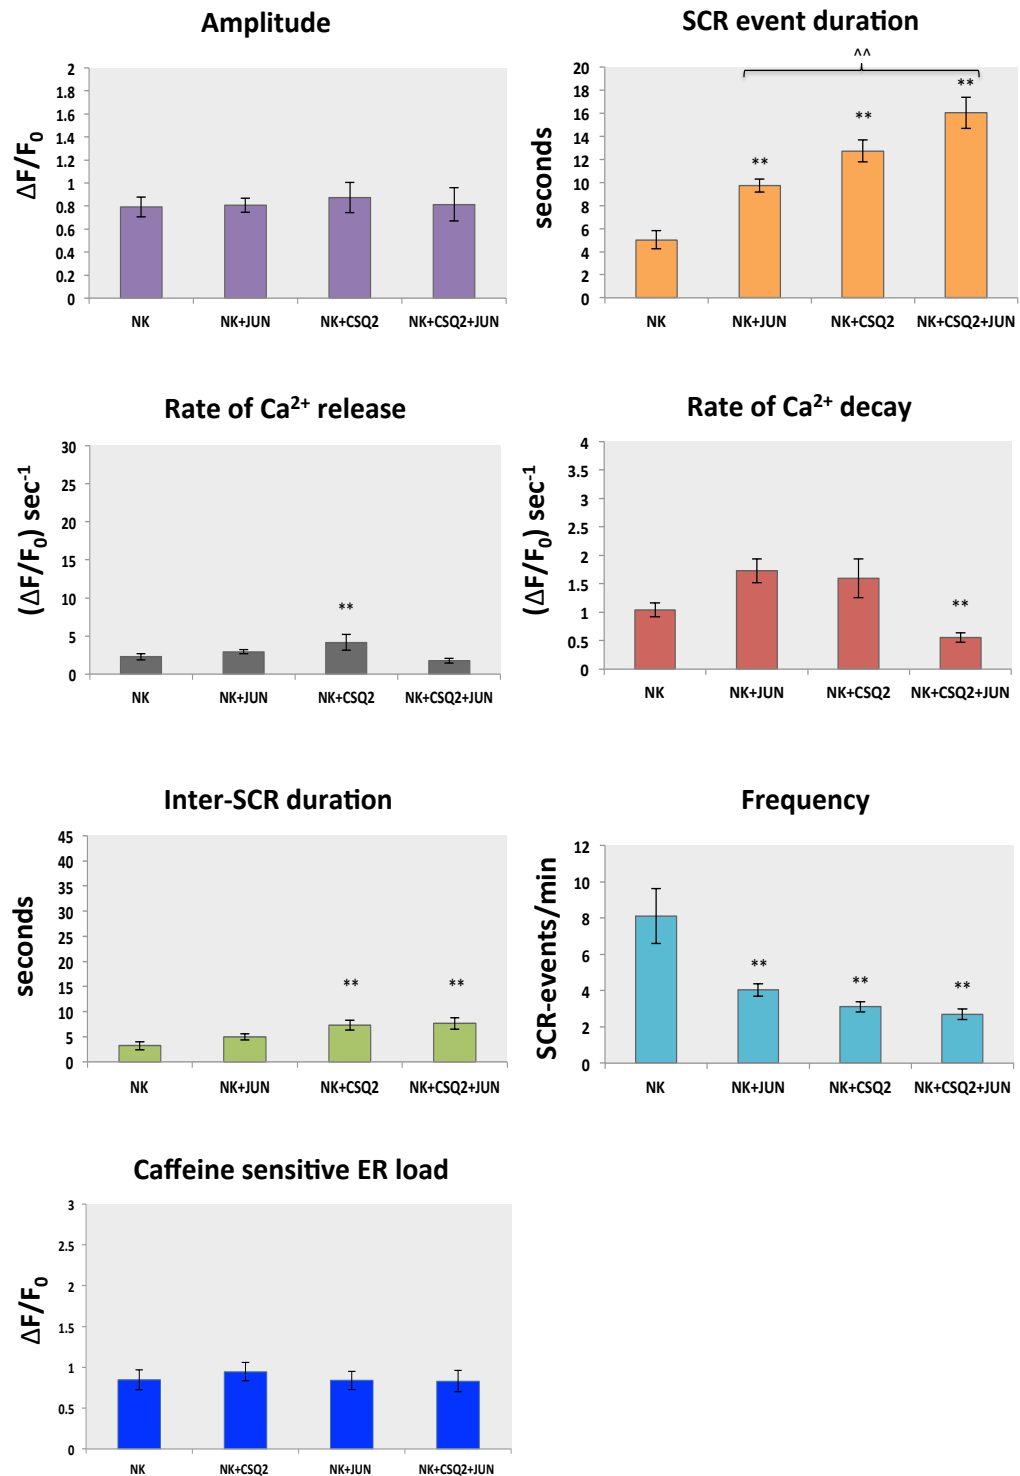 Amplitude
ΔF/F0
2
1.8
1.6
1.4
1.2
1
0.8
0.6
0.4
0.2
0
NK NK+JUN NK+CSQ2 NK+CSQ2+JUN
SCR event duration
seconds
^^
20
18
16
14
12
10
8
6
4
2
0
** ** **
NK NK+JUN NK+CSQ2 NK+CSQ2+JUN
Rate of Ca2+ release
(ΔF/F0) sec-1
30
25
20
15
10
5
0
**
NK NK+JUN NK+CSQ2 NK+CSQ2+JUN
Rate of Ca2+ decay
(ΔF/F0) sec-1
4
3.5
3
2.5
2
1.5
1
0.5
0
**
NK NK+JUN NK+CSQ2 NK+CSQ2+JUN
Inter-SCR duration
seconds
45
40
35
30
25
20
15
10
5
0
** **
NK NK+JUN NK+CSQ2 NK+CSQ2+JUN
Frequency
SCR-events/min
12
10
8
6
4
2
0
** ** **
NK NK+JUN NK+CSQ2 NK+CSQ2+JUN
Caffeine sensitive ER load
ΔF/F0
3
2.5
2
1.5
1
0.5
0
NK NK+CSQ2 NK+JUN NK+CSQ2+JUN